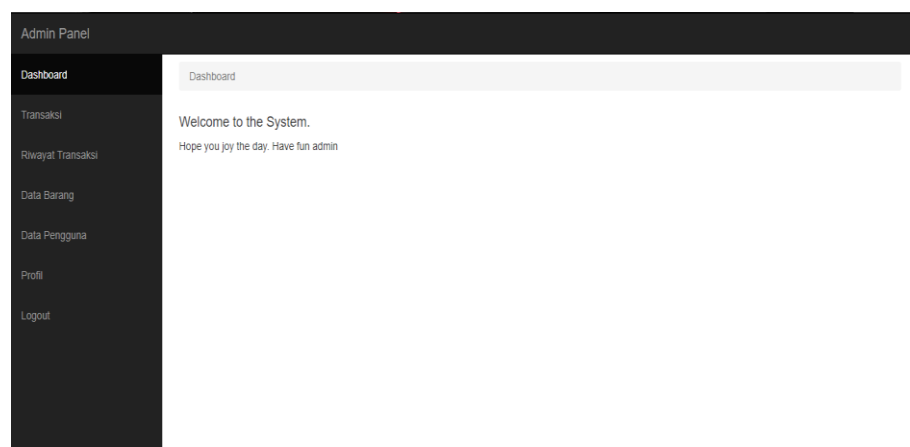 Admin Panel
Dashboard
Transaksi
Riwayat Transaksi
Data Barang
Data Pengguna
Profil
Logout
Dashboard
Welcome to the System.
Hope you joy the day. Have fun admin